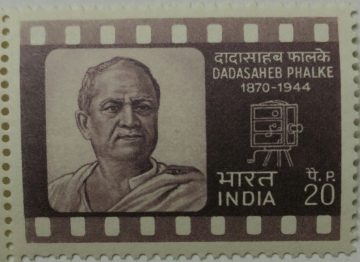 दादासाहब फालके
DADASAHEB PHALKE
1870-1944
भारत
INDIA
पै. P.
20